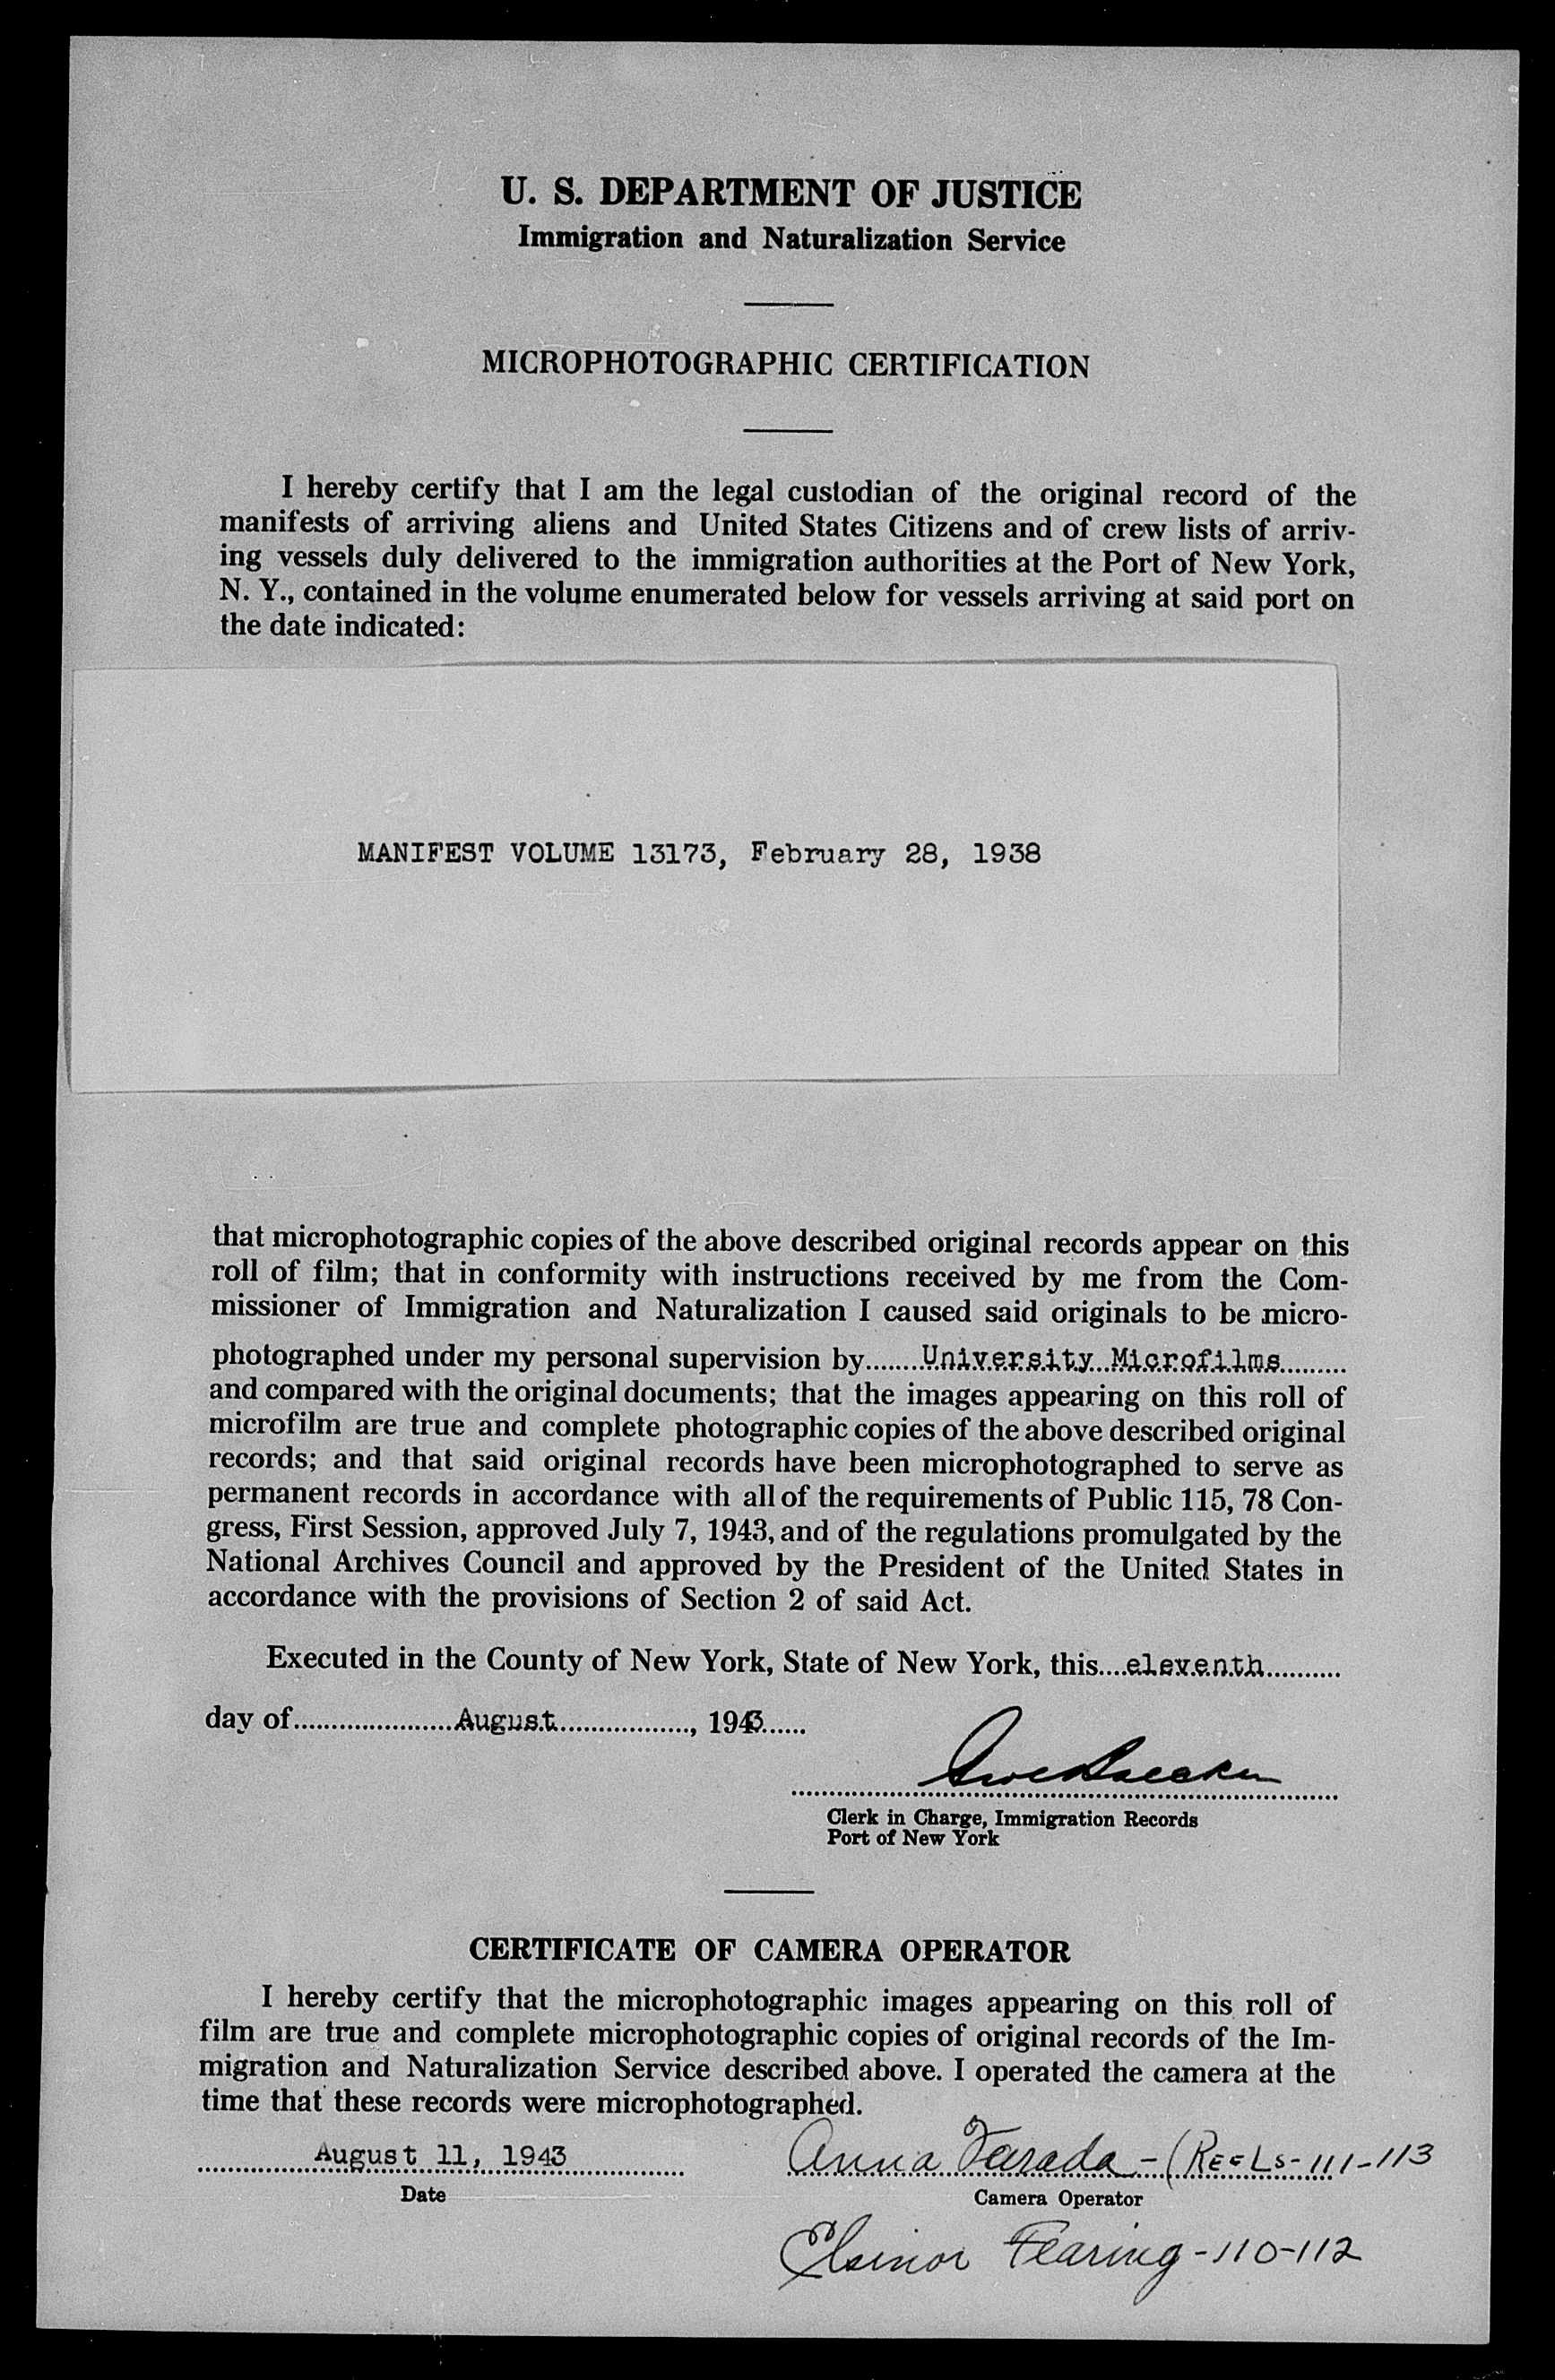 U. S. DEPARTMENT OF JUSTICE
Immigration and Naturalization Service
MICROPHOTOGRAPHIC CERTIFICATION
I hereby certify that I am the legal custodian of the original record of the
manifests of arriving aliens and United States Citizens and of crew lists of arriv-
ing vessels duly delivered to the immigration authorities at the Port of New York,
N. Y., contained in the volume enumerated below for vessels arriving at said port on
the date indicated:
MANIFEST VOLUME 13173, February 28, 1938
that microphotographic copies of the above described original records appear on this
roll of film; that in conformity with instructions received by me from the Com-
missioner of Immigration and Naturalization I caused said originals to be micro-
photographed under my personal supervision by........University Microfilms.........
and compared with the original documents; that the images appearing on this roll of
microfilm are true and complete photographic copies of the above described original
records; and that said original records have been microphotographed to serve as
permanent records in accordance with all of the requirements of Public 115, 78 Con-
gress, First Session, approved July 7, 1943, and of the regulations promulgated by the
National Archives Council and approved by the President of the United States in
accordance with the provisions of Section 2 of said Act.
Executed in the County of New York, State of New York, this....eleventh..........
day of......................August.................., 1943......
Clerk in Charge, Immigration Records
Port of New York
CERTIFICATE OF CAMERA OPERATOR
I hereby certify that the microphotographic images appearing on this roll of
film are true and complete microphotographic copies of original records of the Im-
migration and Naturalization Service described above. I operated the camera at the
time that these records were microphotographed.
August 11, 1943 Anna Tarada - (REELS - 111-113
Date Camera Operator
Elsinor Fearing - 110-112